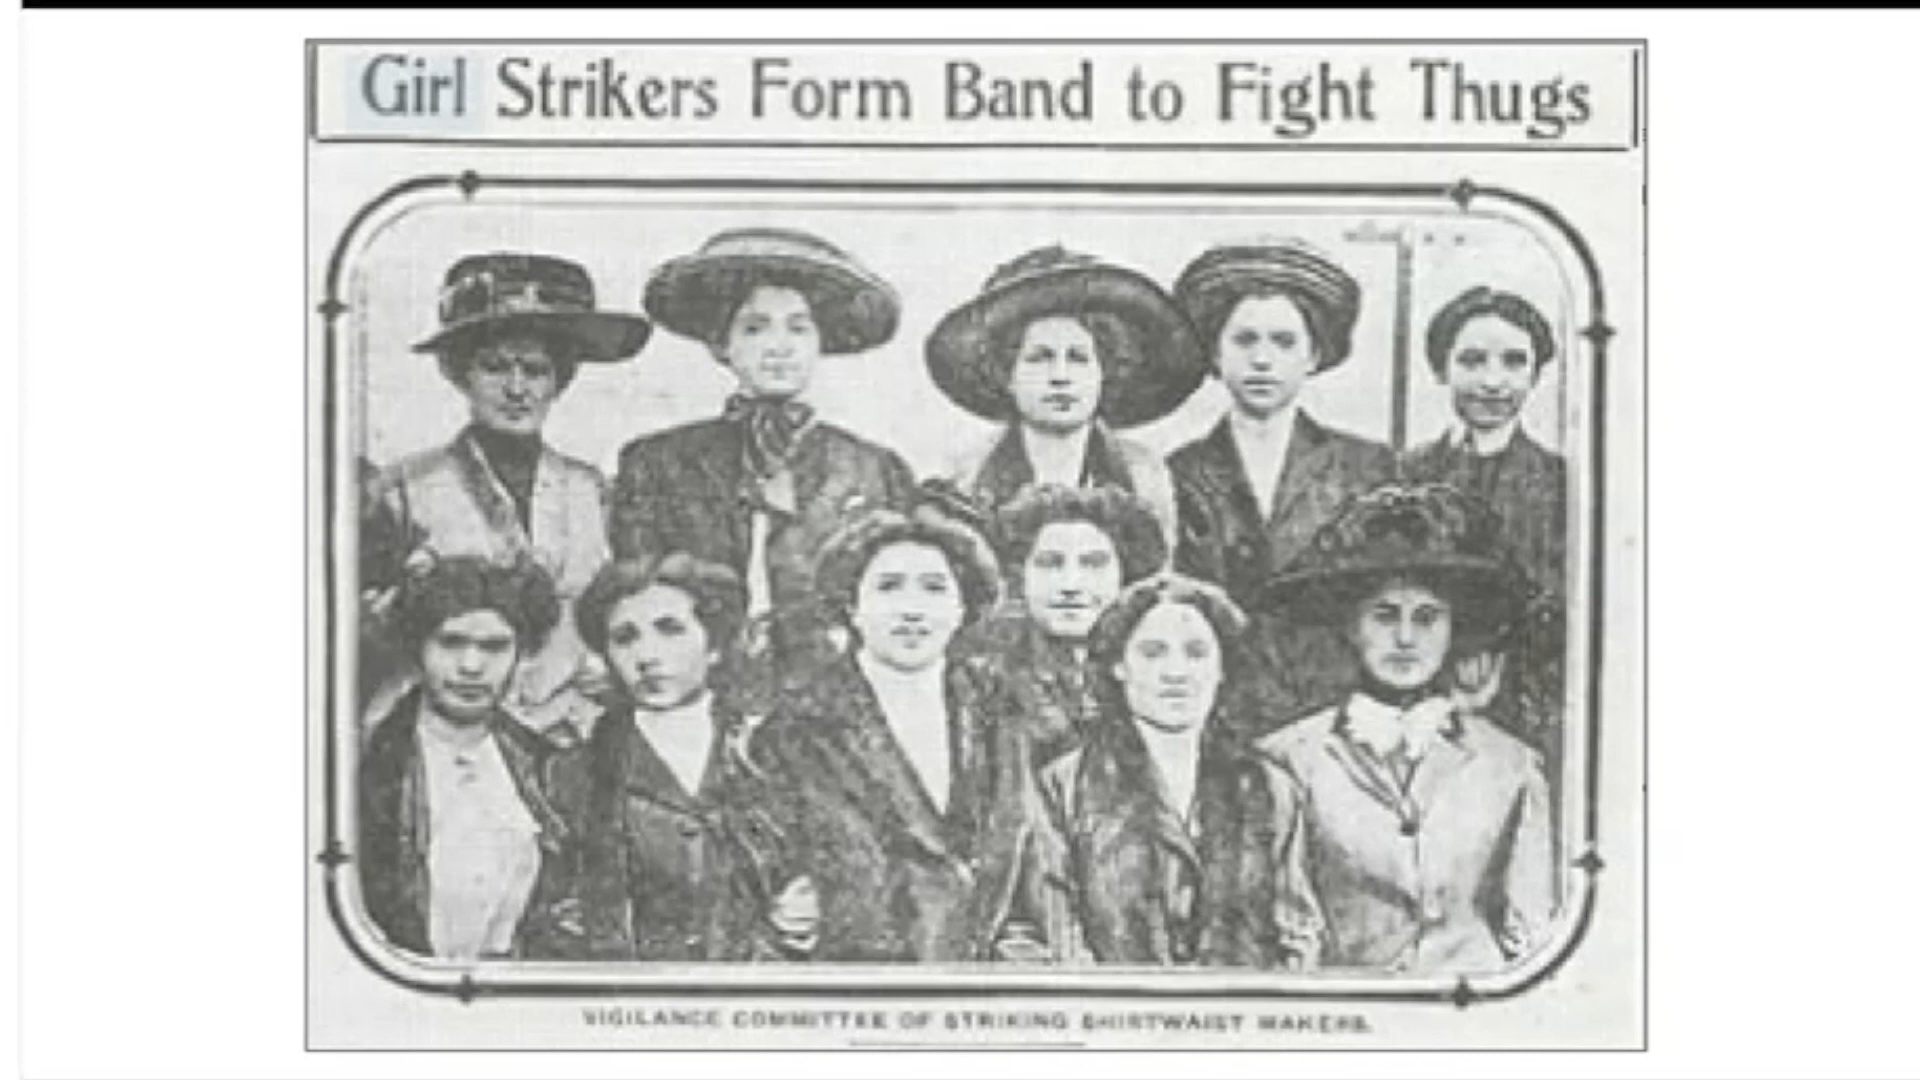 Girl Strikers Form Band to Fight Thugs
VIGILANCE COMMITTEE OF STRIKING SHIRTWAIST MAKERS.